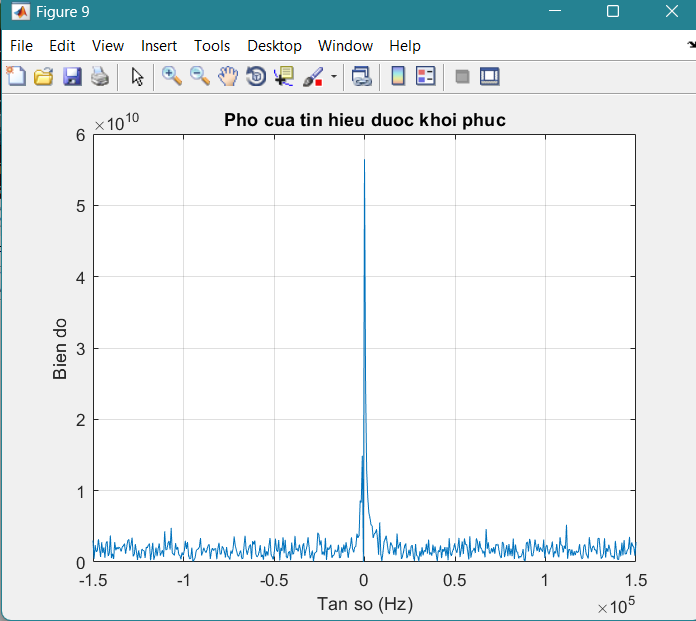 Figure 9
File Edit View Insert Tools Desktop Window Help
×10^10
Pho cua tin hieu duoc khoi phuc
6
5
4
3
2
1
0
Bien do
-1.5 -1 -0.5 0 0.5 1 1.5
Tan so (Hz)
×10^5